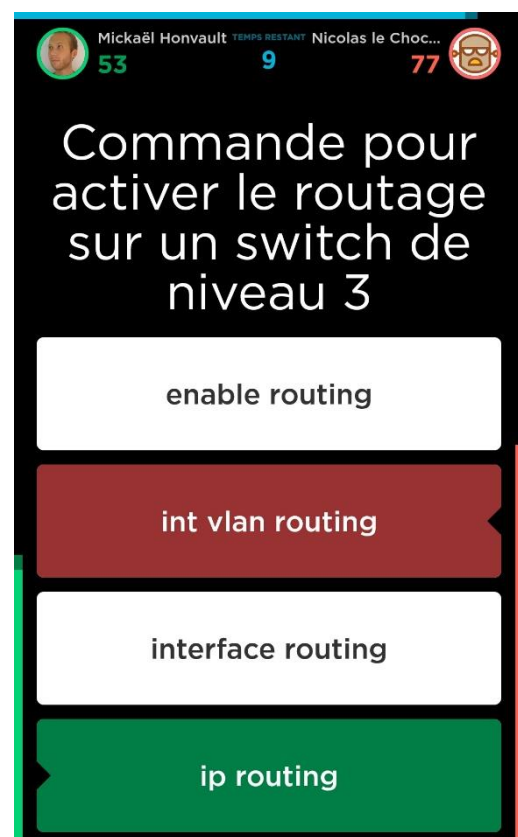 Mickaël Honvault TEMPS RESTANT Nicolas le Choc...
53 9 77
Commande pour
activer le routage
sur un switch de
niveau 3
enable routing
int vlan routing
interface routing
ip routing